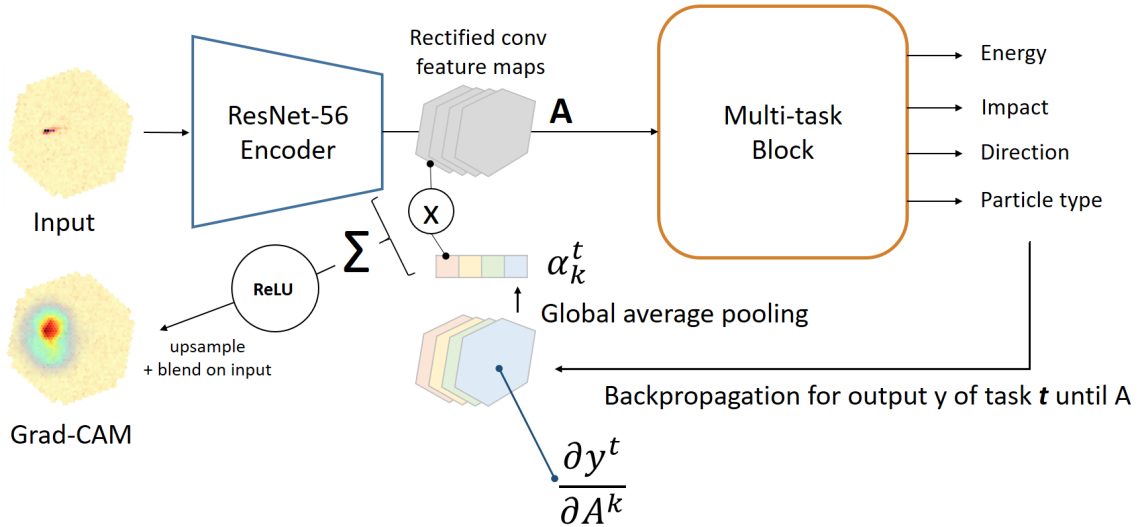 Rectified conv
feature maps
ResNet-56
Encoder
A
Multi-task
Block
Energy
Impact
Direction
Particle type
Input
x
Σ
α_k^t
ReLU
Global average pooling
upsample
+ blend on input
Backpropagation for output y of task t until A
Grad-CAM
∂y^t
∂A^k